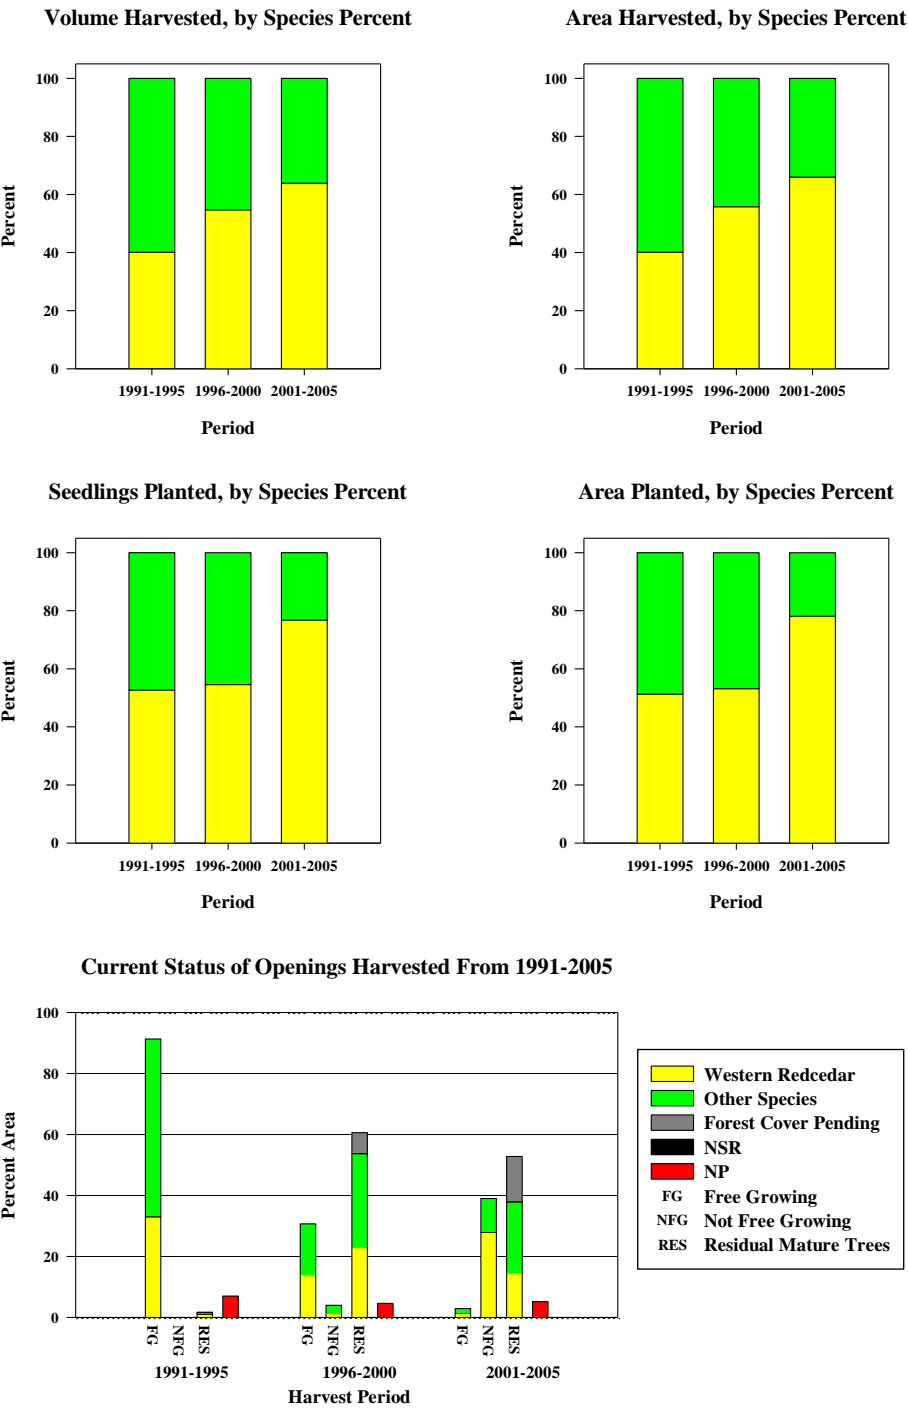 Volume Harvested, by Species Percent
Percent
100
80
60
40
20
0
1991-1995 1996-2000 2001-2005
Period
Area Harvested, by Species Percent
Percent
100
80
60
40
20
0
1991-1995 1996-2000 2001-2005
Period
Seedlings Planted, by Species Percent
Percent
100
80
60
40
20
0
1991-1995 1996-2000 2001-2005
Period
Area Planted, by Species Percent
Percent
100
80
60
40
20
0
1991-1995 1996-2000 2001-2005
Period
Current Status of Openings Harvested From 1991-2005
Percent Area
100
80
60
40
20
0
FG NFG RES FG NFG RES FG NFG RES
1991-1995 1996-2000 2001-2005
Harvest Period
Western Redcedar
Other Species
Forest Cover Pending
NSR
NP
FG Free Growing
NFG Not Free Growing
RES Residual Mature Trees